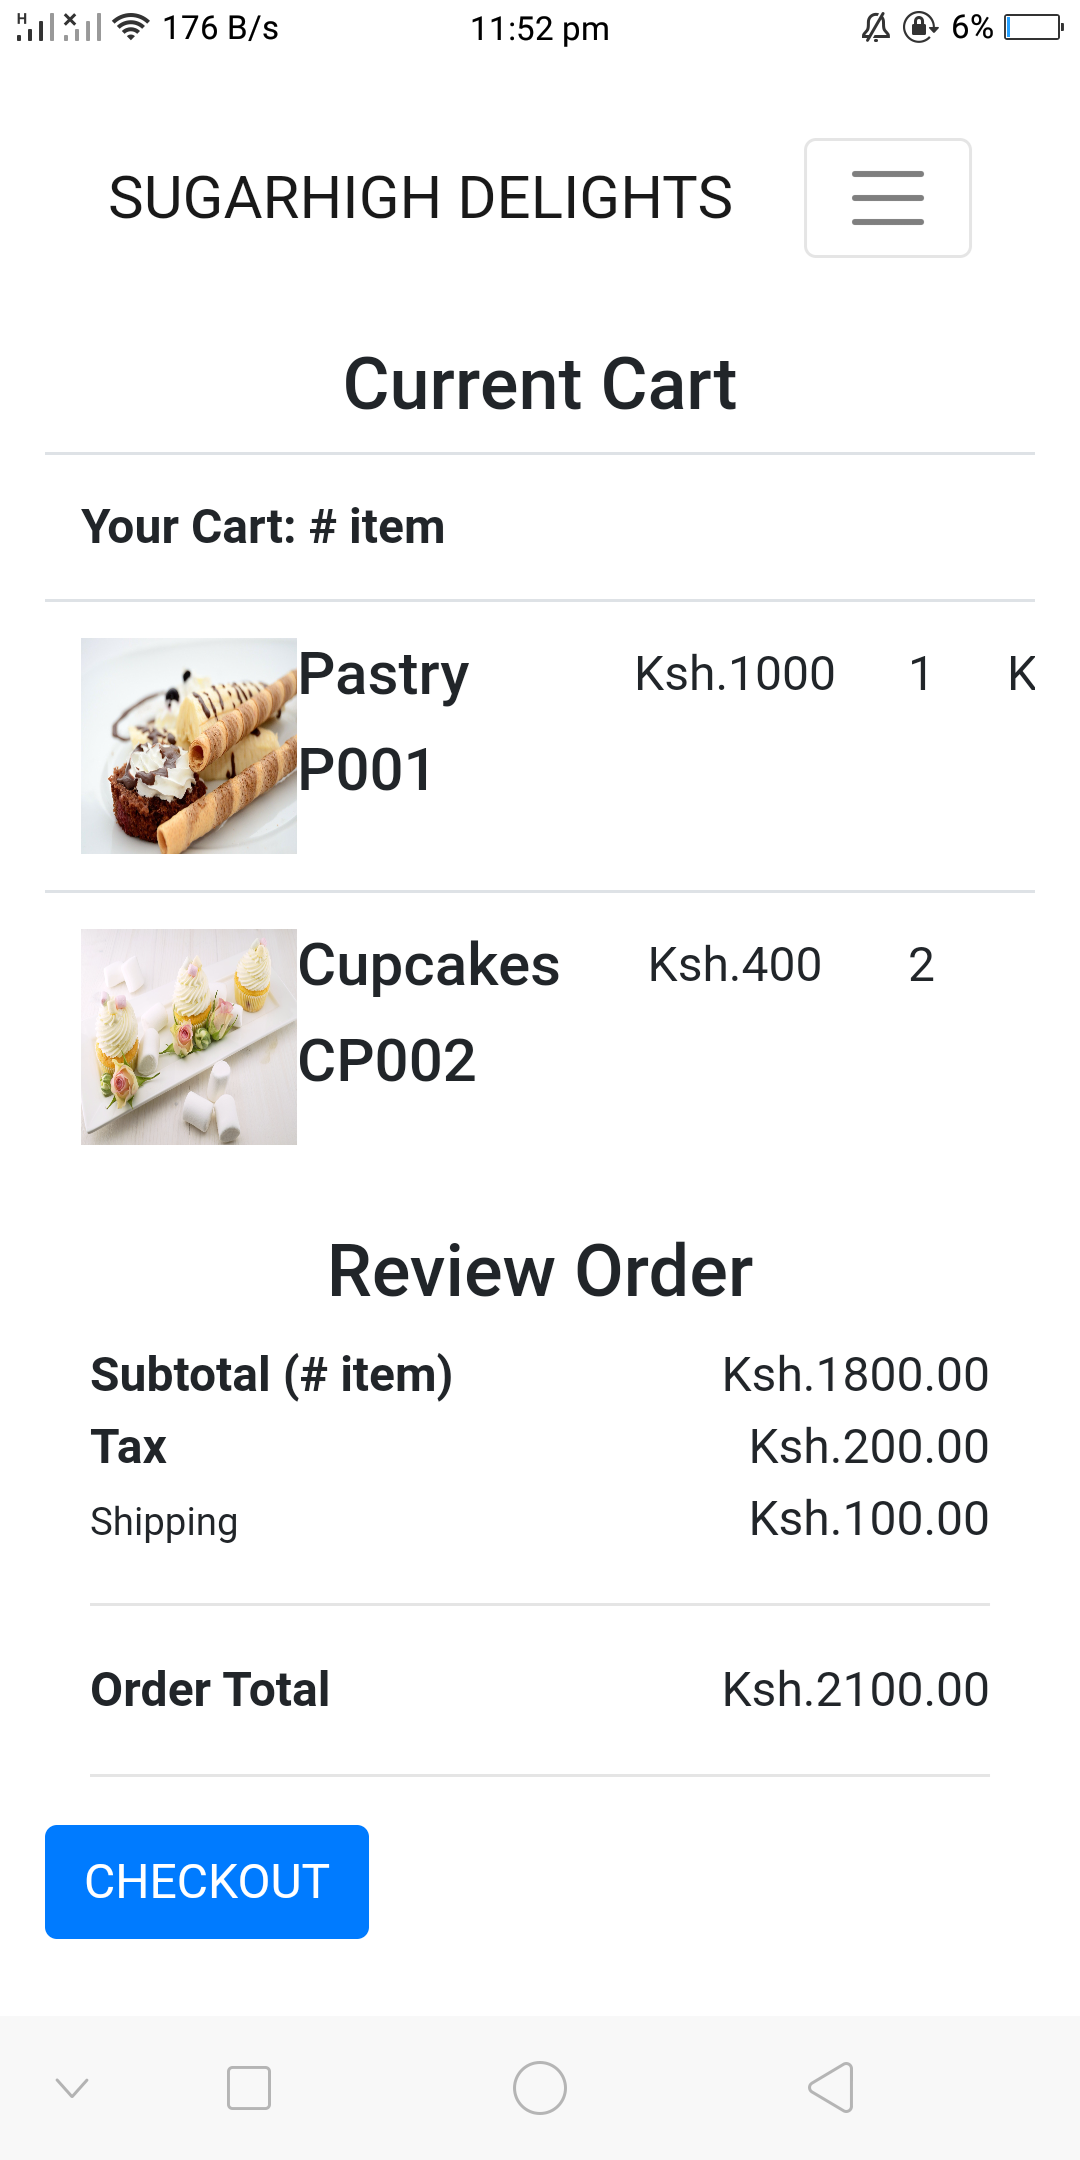 H 176 B/s 11:52 pm 6%
SUGARHIGH DELIGHTS
Current Cart
Your Cart: # item
Pastry Ksh.1000 1 K
P001
Cupcakes Ksh.400 2
CP002
Review Order
Subtotal (# item) Ksh.1800.00
Tax Ksh.200.00
Shipping Ksh.100.00
Order Total Ksh.2100.00
CHECKOUT